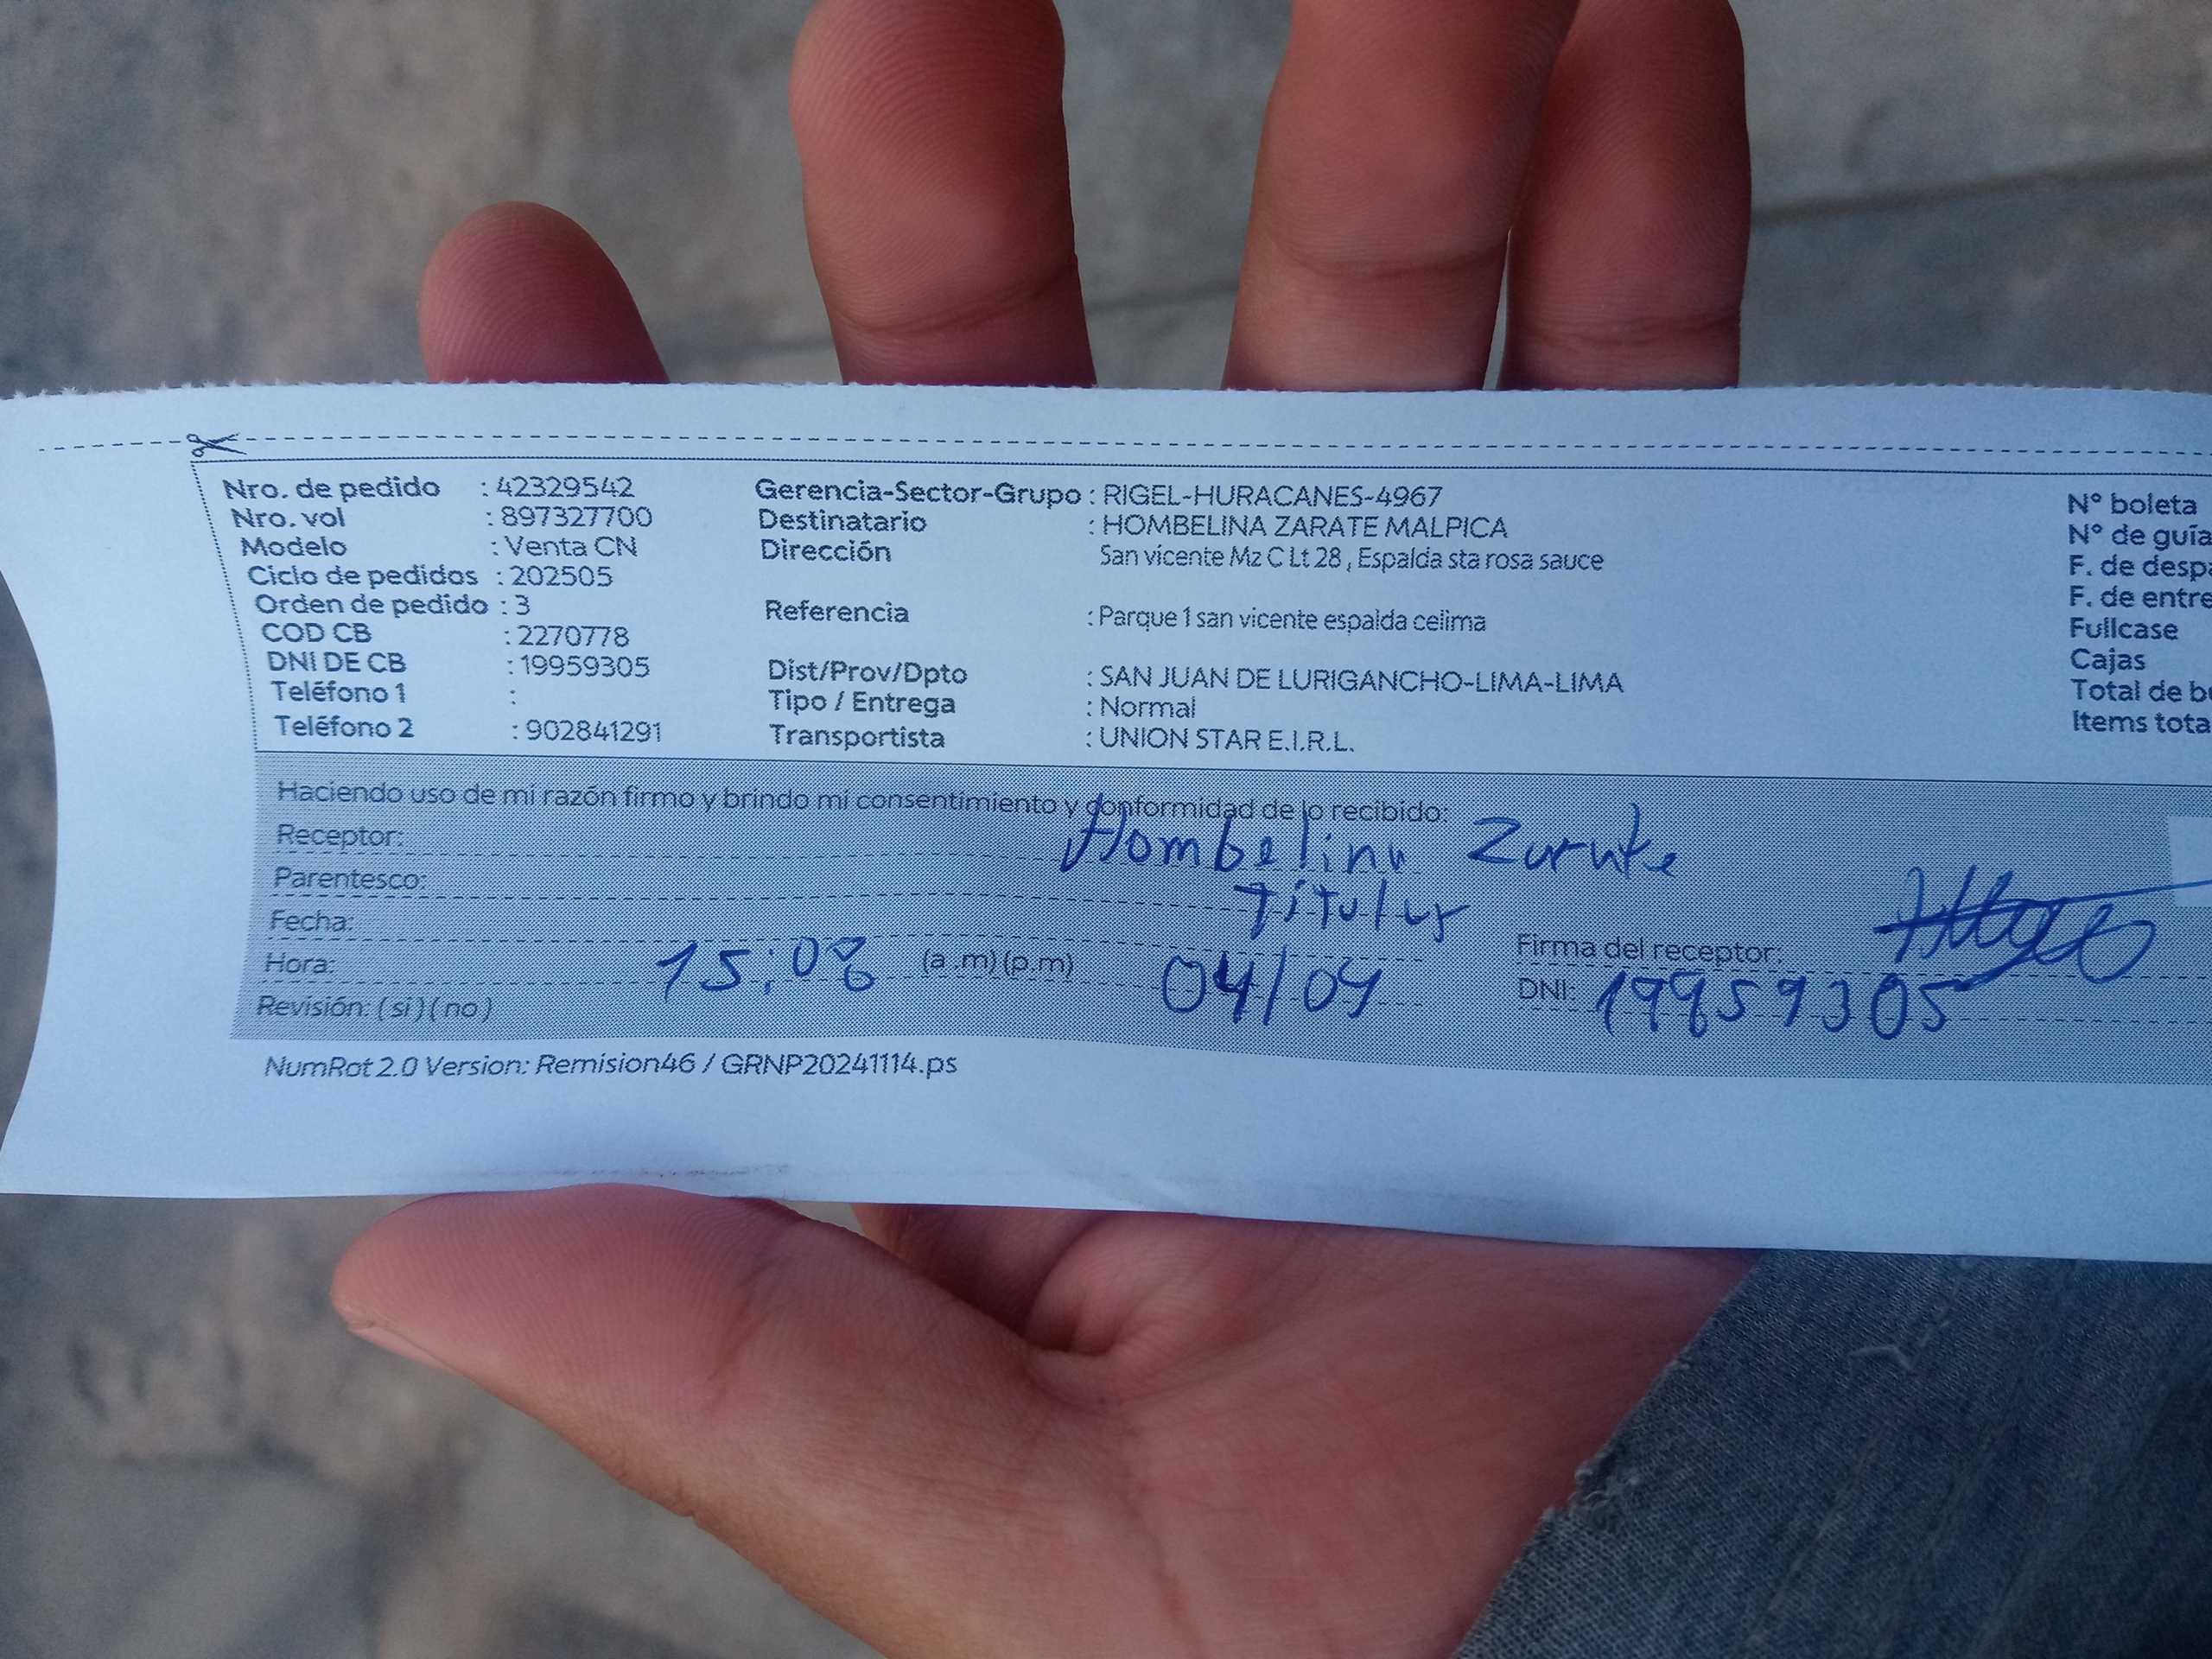 Nro. de pedido : 42329542
Nro. vol : 897327700
Modelo : Venta CN
Ciclo de pedidos : 202505
Orden de pedido : 3
COD CB : 2270778
DNI DE CB : 19959305
Teléfono 1 :
Teléfono 2 : 902841291
Gerencia-Sector-Grupo : RIGEL-HURACANES-4967
Destinatario : HOMBELINA ZARATE MALPICA
Dirección San vicente Mz C Lt 28 , Espalda sta rosa sauce
Referencia : Parque 1 san vicente espalda celima
Dist/Prov/Dpto : SAN JUAN DE LURIGANCHO-LIMA-LIMA
Tipo / Entrega : Normal
Transportista : UNION STAR E.I.R.L.
N° boleta
N° de guía
F. de despa
F. de entre
Fullcase
Cajas
Total de bu
Items tota
Haciendo uso de mi razón firmo y brindo mi consentimiento y conformidad de lo recibido:
Receptor: Hombelina Zarate
Parentesco: Titular
Fecha:
Hora: 15:08 (a .m) (p.m) 04/04
Revisión: ( si ) ( no )
Firma del receptor:
DNI: 19959305
NumRot 2.0 Version: Remision46 / GRNP20241114.ps